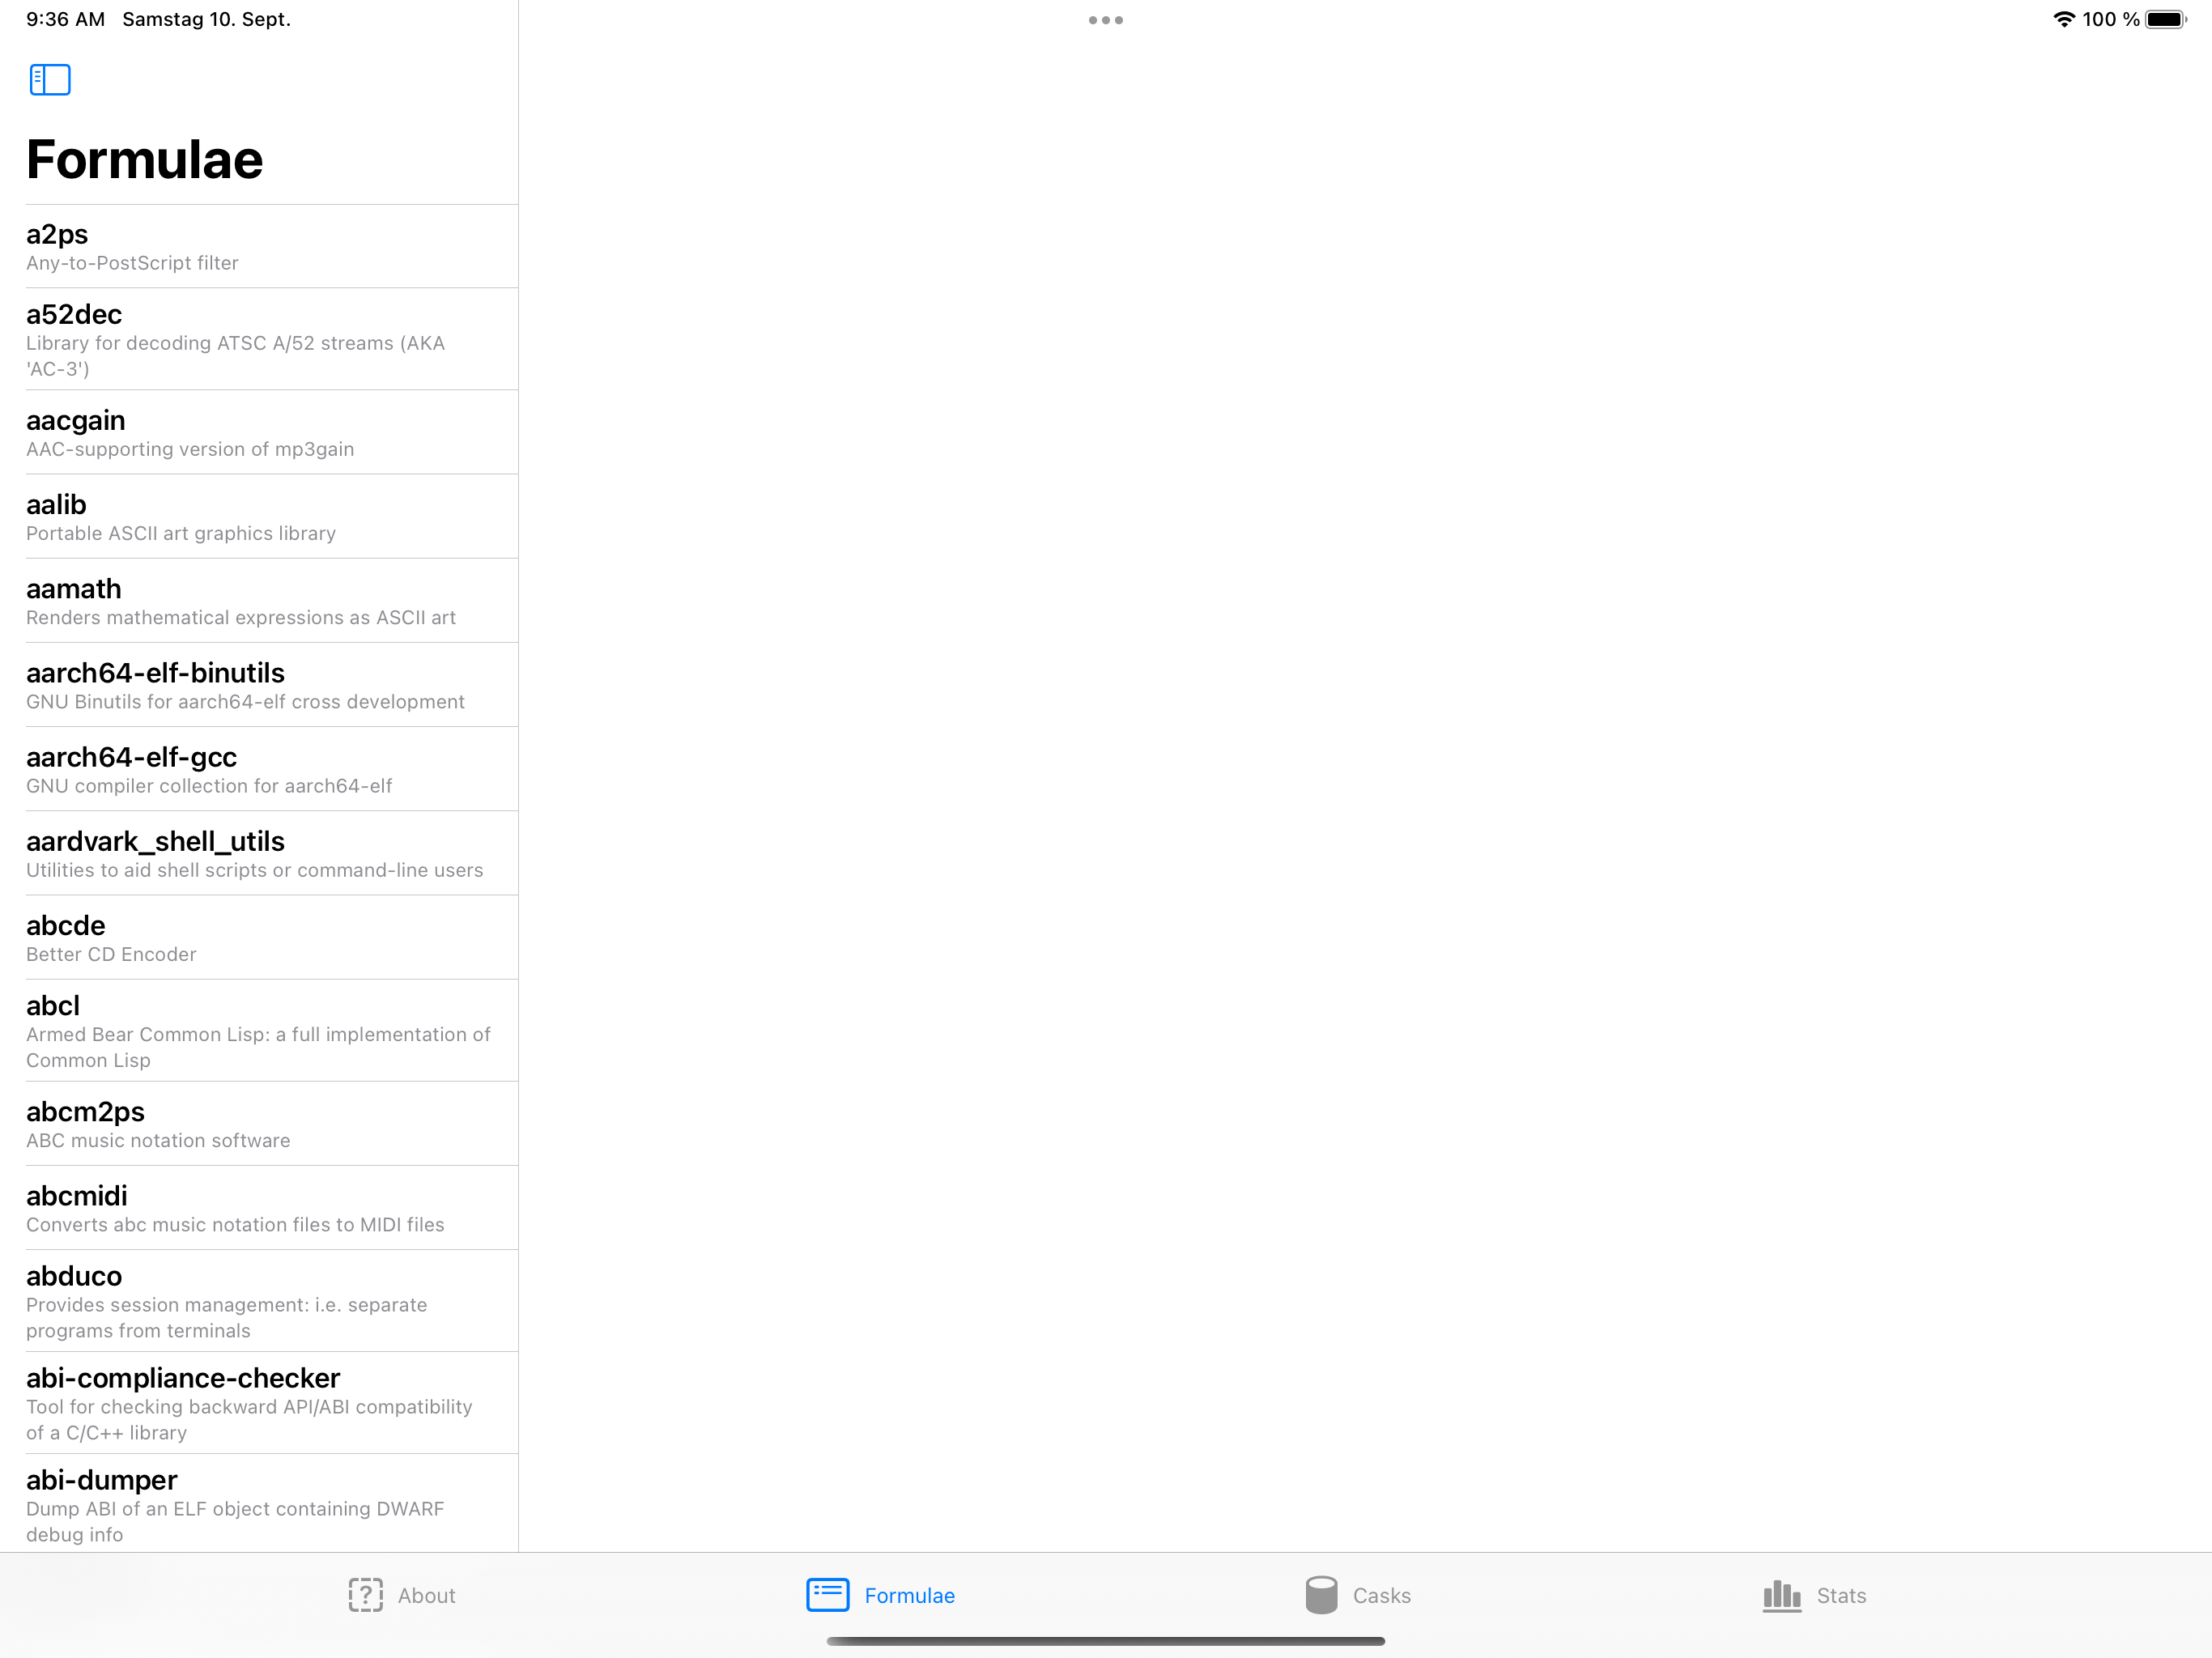 9:36 AM Samstag 10. Sept.
100 %
Formulae
a2ps
Any-to-PostScript filter
a52dec
Library for decoding ATSC A/52 streams (AKA
'AC-3')
aacgain
AAC-supporting version of mp3gain
aalib
Portable ASCII art graphics library
aamath
Renders mathematical expressions as ASCII art
aarch64-elf-binutils
GNU Binutils for aarch64-elf cross development
aarch64-elf-gcc
GNU compiler collection for aarch64-elf
aardvark_shell_utils
Utilities to aid shell scripts or command-line users
abcde
Better CD Encoder
abcl
Armed Bear Common Lisp: a full implementation of
Common Lisp
abcm2ps
ABC music notation software
abcmidi
Converts abc music notation files to MIDI files
abduco
Provides session management: i.e. separate
programs from terminals
abi-compliance-checker
Tool for checking backward API/ABI compatibility
of a C/C++ library
abi-dumper
Dump ABI of an ELF object containing DWARF
debug info
About
Formulae
Casks
Stats